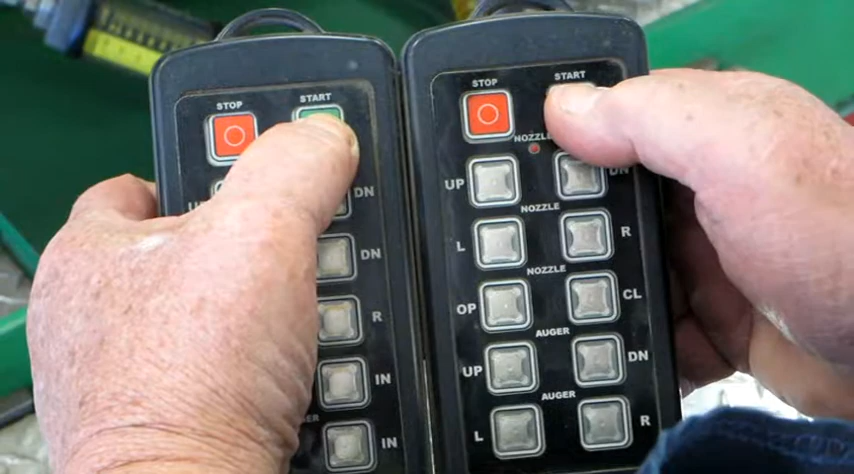 STOP START
DN
DN
R
IN
IN
STOP START
NOZZLE
UP DN
NOZZLE
L R
NOZZLE
OP CL
AUGER
UP DN
AUGER
L R